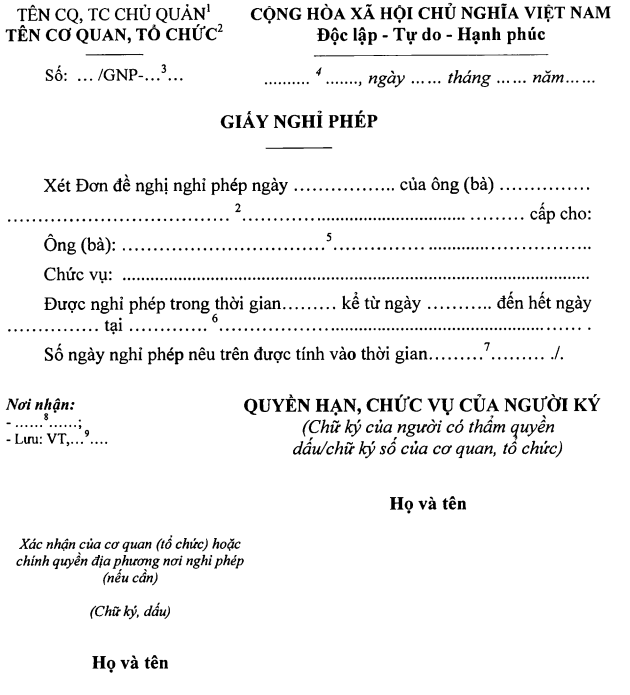 TÊN CQ, TC CHỦ QUẢN1
TÊN CƠ QUAN, TỔ CHỨC2
CỘNG HÒA XÃ HỘI CHỦ NGHĨA VIỆT NAM
Độc lập - Tự do - Hạnh phúc
Số: … /GNP-…3…
.......... 4 ......., ngày …… tháng …… năm……
GIẤY NGHỈ PHÉP
Xét Đơn đề nghị nghỉ phép ngày …………….. của ông (bà) ……………
………………………………… 2…………................................ ……… cấp cho:
Ông (bà): ………………………………5……………... ............………………..
Chức vụ: ..........................................................................................
Được nghỉ phép trong thời gian……… kể từ ngày ……….. đến hết ngày
…………… tại …………. 6………………...............................................…… .
Số ngày nghỉ phép nêu trên được tính vào thời gian………7……… ./.
Nơi nhận:
- ……8……;
- Lưu: VT,…9….
QUYỀN HẠN, CHỨC VỤ CỦA NGƯỜI KÝ
(Chữ ký của người có thẩm quyền
dấu/chữ ký số của cơ quan, tổ chức)
Họ và tên
Xác nhận của cơ quan (tổ chức) hoặc
chính quyền địa phương nơi nghỉ phép
(nếu cần)
(Chữ ký, dấu)
Họ và tên